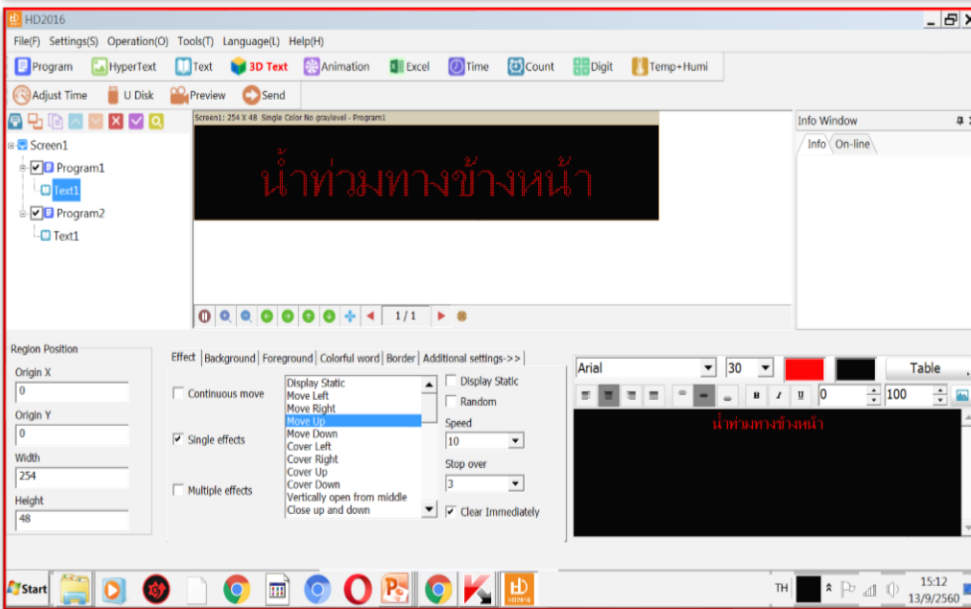 HD2016
File(F) Settings(S) Operation(O) Tools(T) Language(L) Help(H)
Program HyperText Text 3D Text Animation Excel Time Count Digit Temp+Humi
Adjust Time U Disk Preview Send
Screen1: 254 X 48 Single Color No graylevel - Program1
Info Window
Info On-line
Screen1
Program1
Text1
Program2
Text1
น้ำท่วมทางข้างหน้า
1/1
Region Position
Origin X
0
Origin Y
0
Width
254
Height
48
Effect Background Foreground Colorful word Border Additional settings->>
Continuous move
Single effects
Multiple effects
Display Static
Move Left
Move Right
Move Up
Move Down
Cover Left
Cover Right
Cover Up
Cover Down
Vertically open from middle
Close up and down
Display Static
Random
Speed
10
Stop over
3
Clear Immediately
Arial 30 Table
B I U 0 100
น้ำท่วมทางข้างหน้า
Start
HD2016
TH
15:12
13/9/2560